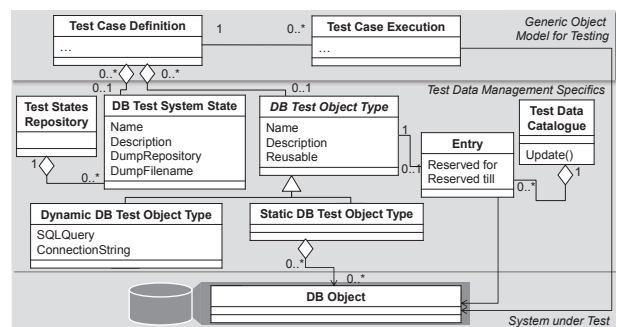 Test Case Definition
...
1
0..*
Test Case Execution
...
Generic Object
Model for Testing
0..*
0..*
0..1
0..1
Test Data Management Specifics
Test States
Repository
1
0..*
DB Test System State
Name
Description
DumpRepository
DumpFilename
DB Test Object Type
Name
Description
Reusable
1
0..1
Entry
Reserved for
Reserved till
Test Data
Catalogue
Update()
1
0..*
Dynamic DB Test Object Type
SQLQuery
ConnectionString
Static DB Test Object Type
0..*
0..*
DB Object
System under Test